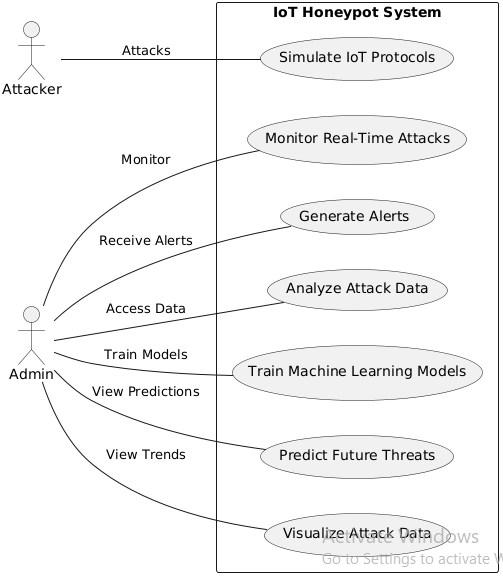 IoT Honeypot System
Attacks
Simulate IoT Protocols
Attacker
Monitor Real-Time Attacks
Monitor
Generate Alerts
Receive Alerts
Analyze Attack Data
Access Data
Train Models
Admin
Train Machine Learning Models
View Predictions
View Trends
Predict Future Threats
Visualize Attack Data
Activate Windows
Go to Settings to activate W